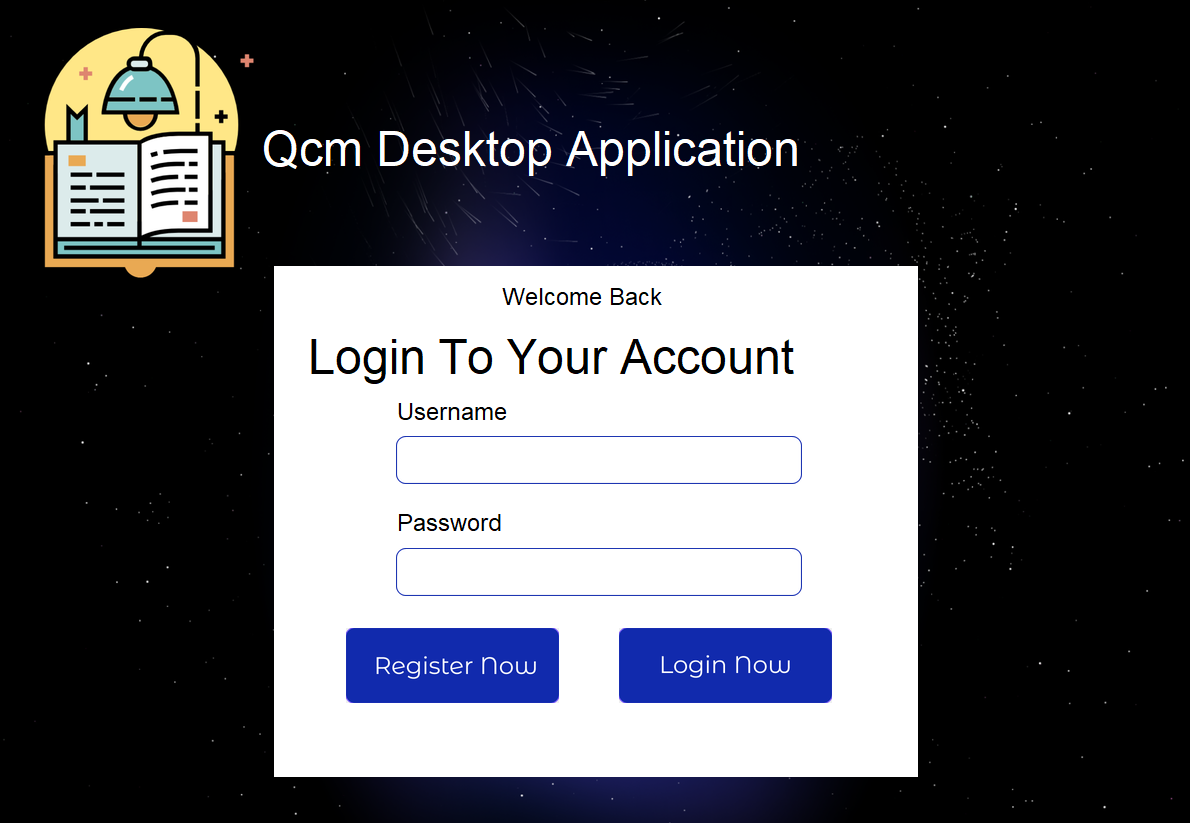 Qcm Desktop Application
Welcome Back
Login To Your Account
Username
Password
Register Now
Login Now